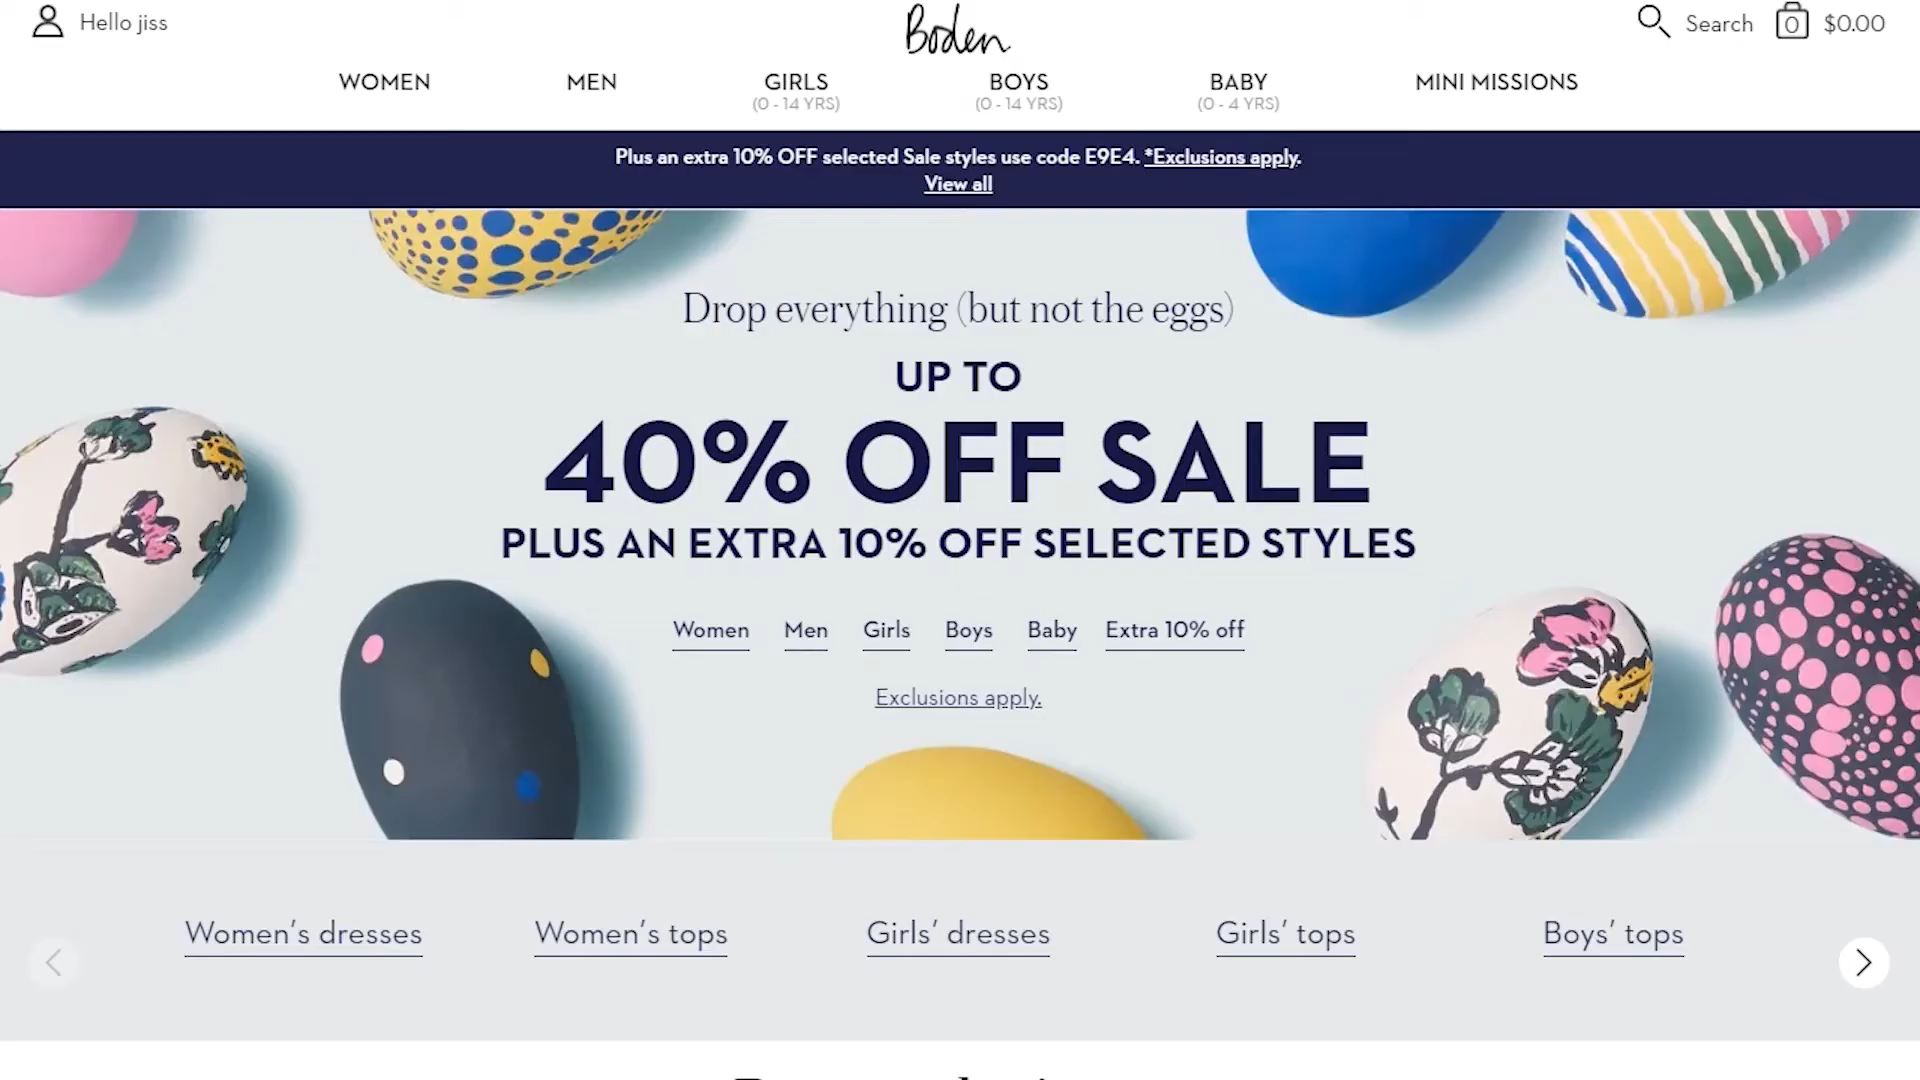 Hello jiss
Boden
Search 0 $0.00
WOMEN MEN GIRLS BOYS BABY MINI MISSIONS
(0 - 14 YRS) (0 - 14 YRS) (0 - 4 YRS)
Plus an extra 10% OFF selected Sale styles use code E9E4. *Exclusions apply.
View all
Drop everything (but not the eggs)
UP TO
40% OFF SALE
PLUS AN EXTRA 10% OFF SELECTED STYLES
Women Men Girls Boys Baby Extra 10% off
Exclusions apply.
Women's dresses Women's tops Girls' dresses Girls' tops Boys' tops